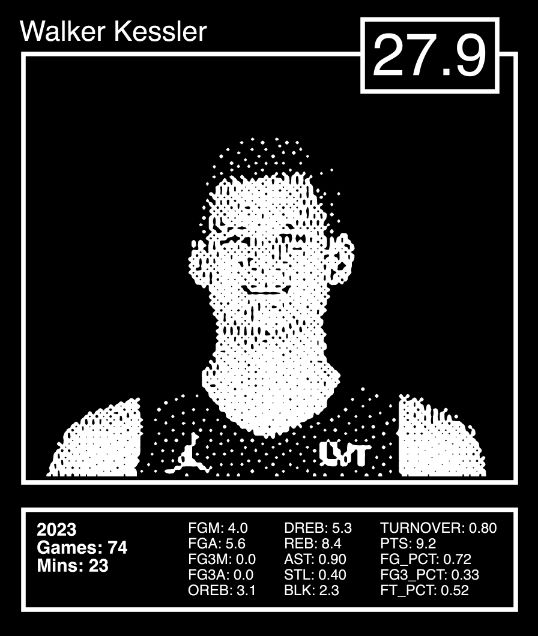 Walker Kessler
27.9
2023
Games: 74
Mins: 23
FGM: 4.0
FGA: 5.6
FG3M: 0.0
FG3A: 0.0
OREB: 3.1
DREB: 5.3
REB: 8.4
AST: 0.90
STL: 0.40
BLK: 2.3
TURNOVER: 0.80
PTS: 9.2
FG_PCT: 0.72
FG3_PCT: 0.33
FT_PCT: 0.52